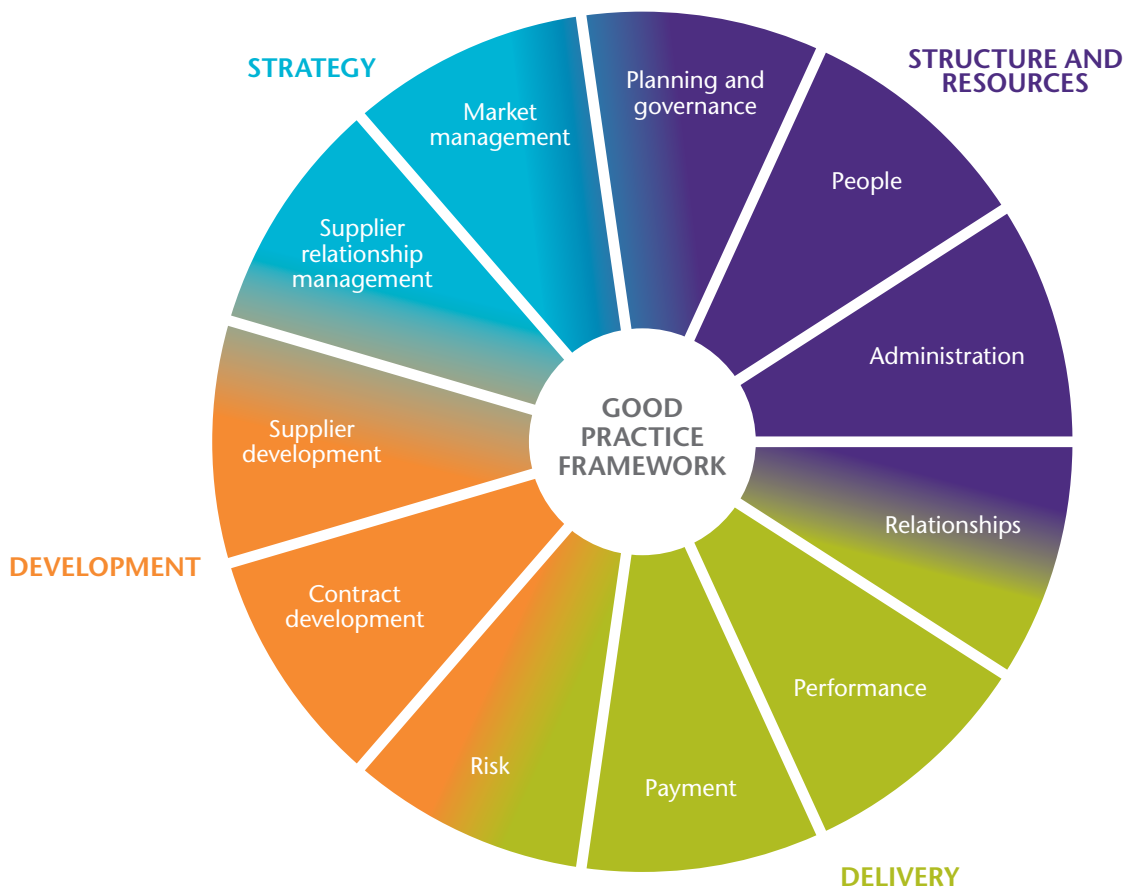 STRATEGY
STRUCTURE AND
RESOURCES
Planning and
governance
People
Administration
Relationships
Performance
Payment
DELIVERY
Risk
Contract
development
DEVELOPMENT
Supplier
development
Supplier
relationship
management
Market
management
GOOD
PRACTICE
FRAMEWORK